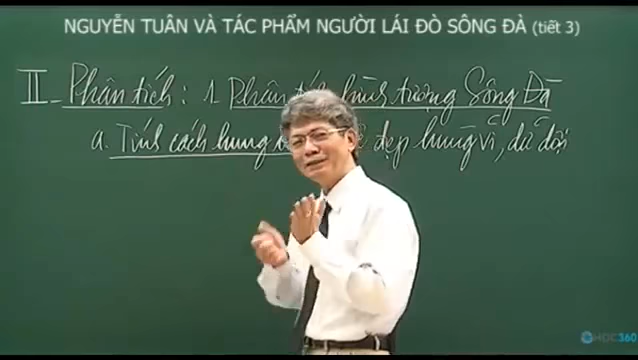 NGUYỄN TUÂN VÀ TÁC PHẨM NGƯỜI LÁI ĐÒ SÔNG ĐÀ (tiết 3)
II - Phân tích : 1. Phân tích hình tượng Sông Đà
a. Tính cách hung đẹp hùng vĩ, dữ dội
HOC360